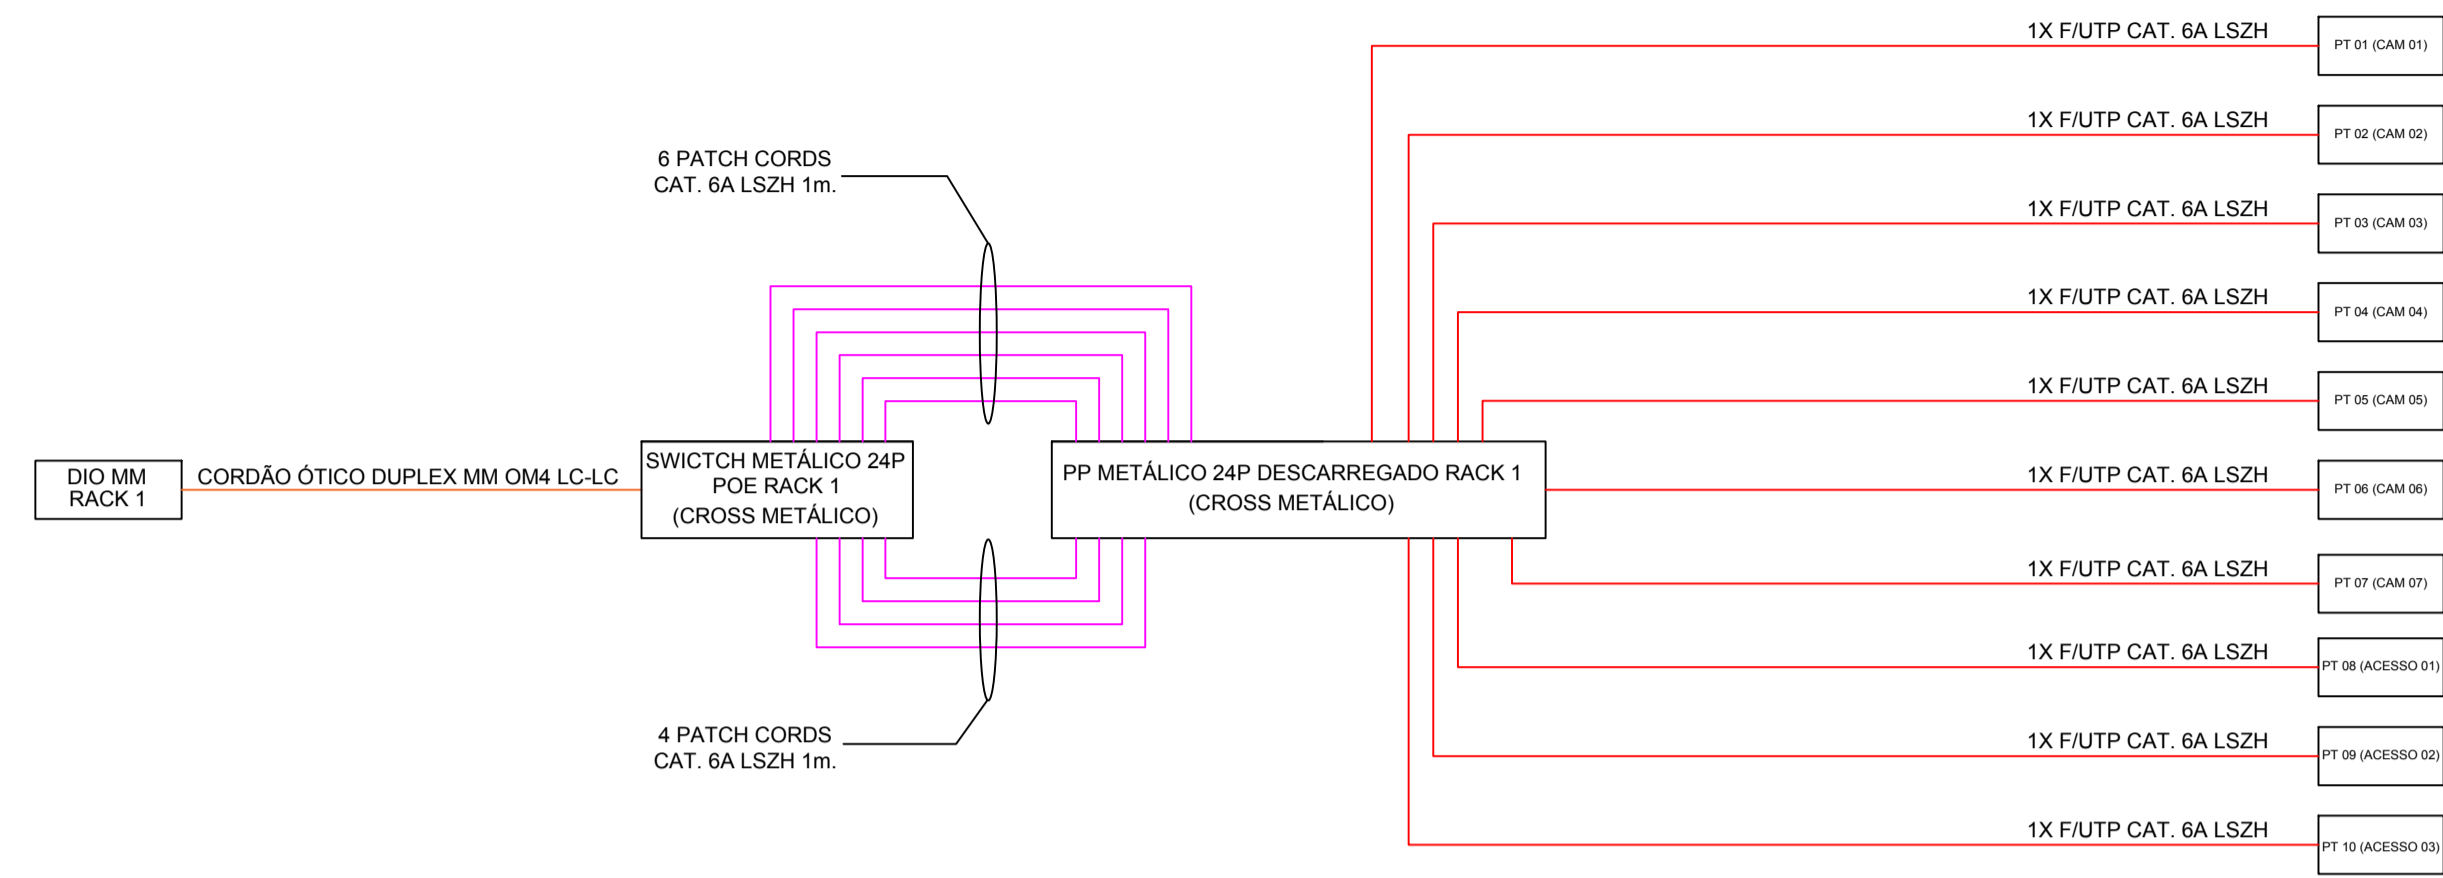 1X F/UTP CAT. 6A LSZH
PT 01 (CAM 01)
1X F/UTP CAT. 6A LSZH
PT 02 (CAM 02)
6 PATCH CORDS
CAT. 6A LSZH 1m.
1X F/UTP CAT. 6A LSZH
PT 03 (CAM 03)
1X F/UTP CAT. 6A LSZH
PT 04 (CAM 04)
1X F/UTP CAT. 6A LSZH
PT 05 (CAM 05)
DIO MM
RACK 1
CORDÃO ÓTICO DUPLEX MM OM4 LC-LC
SWICTCH METÁLICO 24P
POE RACK 1
(CROSS METÁLICO)
PP METÁLICO 24P DESCARREGADO RACK 1
(CROSS METÁLICO)
1X F/UTP CAT. 6A LSZH
PT 06 (CAM 06)
1X F/UTP CAT. 6A LSZH
PT 07 (CAM 07)
1X F/UTP CAT. 6A LSZH
PT 08 (ACESSO 01)
4 PATCH CORDS
CAT. 6A LSZH 1m.
1X F/UTP CAT. 6A LSZH
PT 09 (ACESSO 02)
1X F/UTP CAT. 6A LSZH
PT 10 (ACESSO 03)